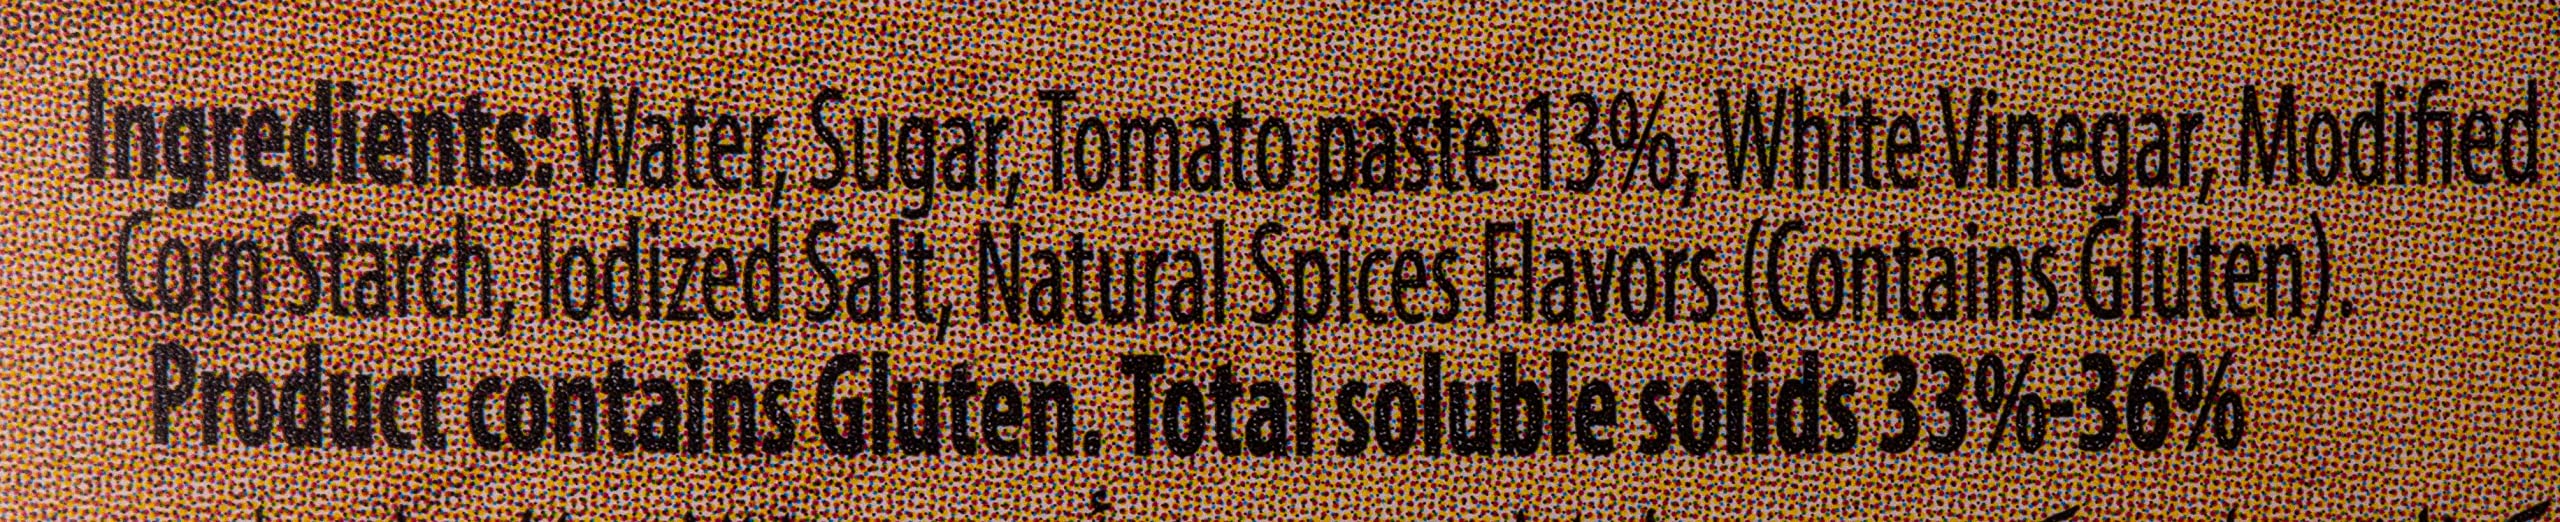 Ingredients: Water, Sugar, Tomato paste 13%, White Vinegar, Modified
Corn Starch, Iodized Salt, Natural Spices Flavors (Contains Gluten).
Product contains Gluten. Total soluble solids 33%-36%